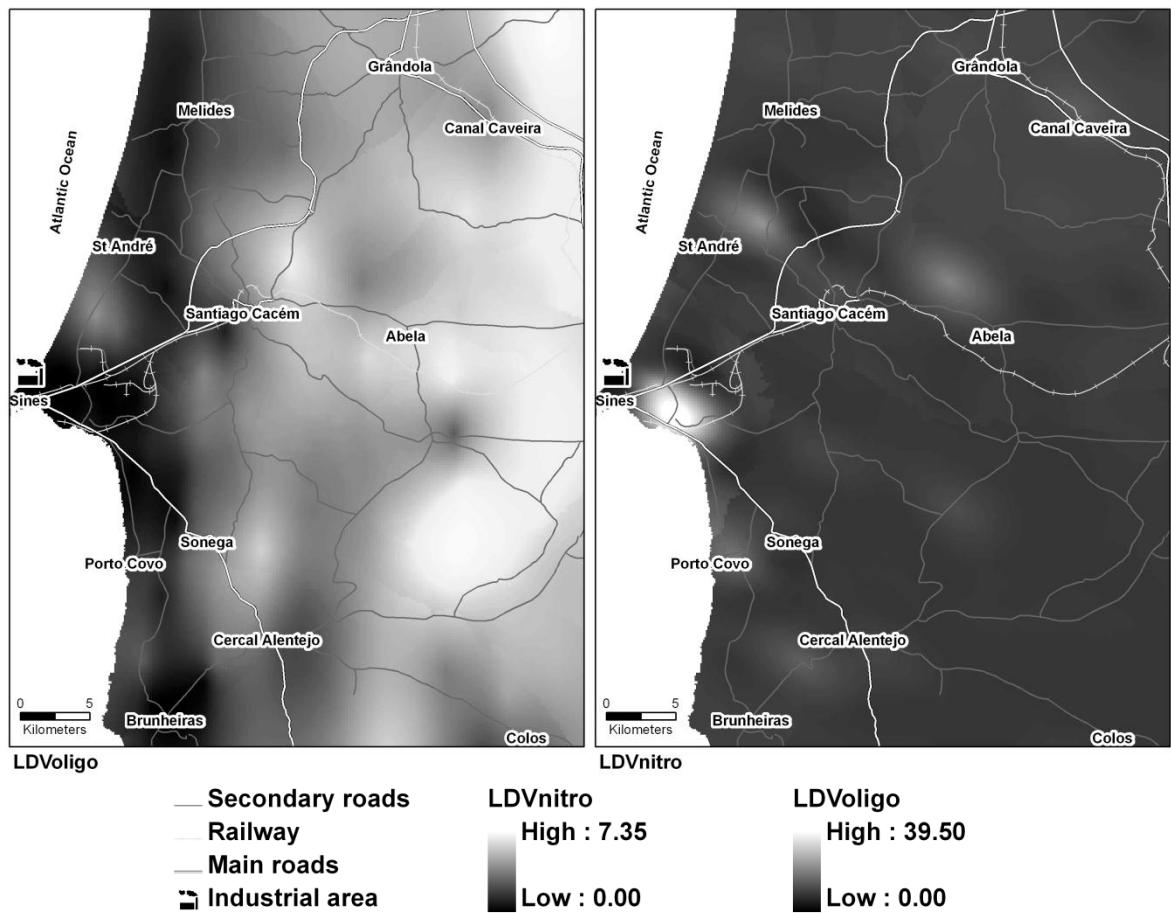 Grândola
Melides
Canal Caveira
Atlantic Ocean
St André
Santiago Cacém
Abela
Sines
Sonega
Porto Covo
Cercal Alentejo
0 5
Kilometers
Brunheiras
Colos
LDVoligo
Grândola
Melides
Canal Caveira
Atlantic Ocean
St André
Santiago Cacém
Abela
Sines
Sonega
Porto Covo
Cercal Alentejo
0 5
Kilometers
Brunheiras
Colos
LDVnitro
Secondary roads
Railway
Main roads
Industrial area
LDVnitro
High : 7.35
Low : 0.00
LDVoligo
High : 39.50
Low : 0.00